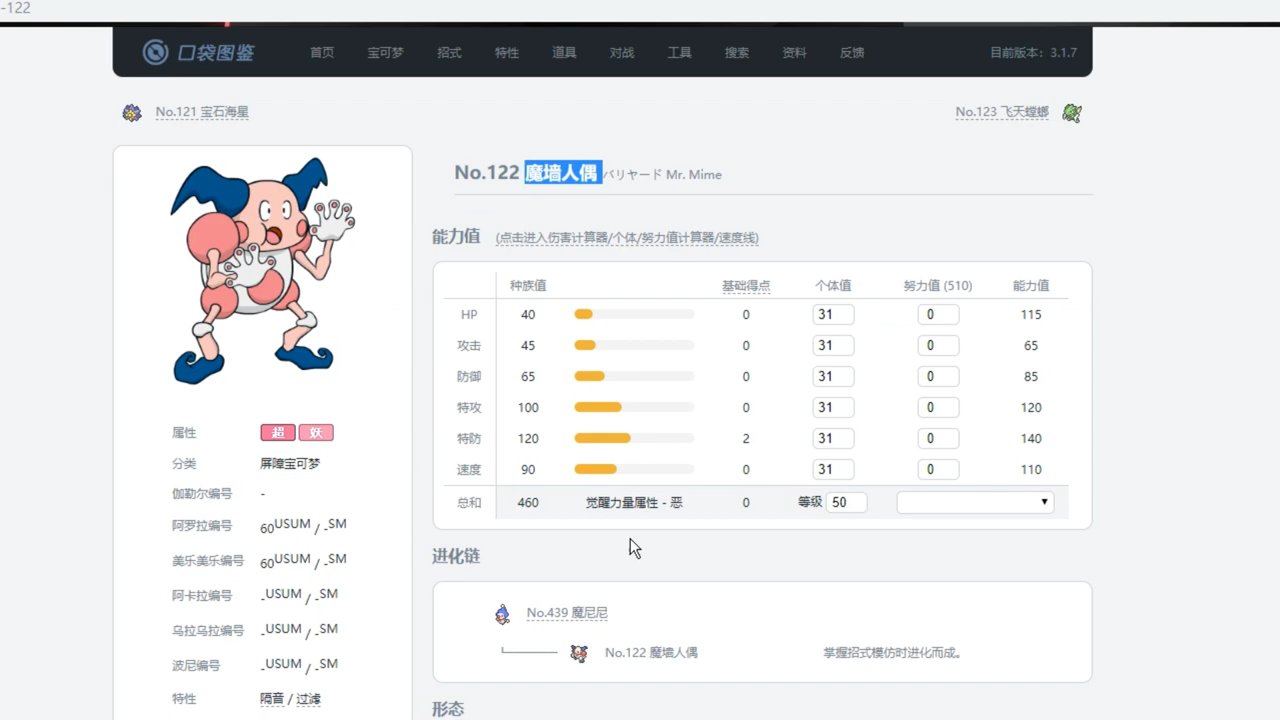 -122
口袋图鉴 首页 宝可梦 招式 特性 道具 对战 工具 搜索 资料 反馈 目前版本：3.1.7
No.121 宝石海星
No.123 飞天螳螂
No.122 魔墙人偶 バリヤード Mr. Mime
能力值 (点击进入伤害计算器/个体/努力值计算器/速度线)
种族值 基础得点 个体值 努力值 (510) 能力值
HP 40 0 31 0 115
攻击 45 0 31 0 65
防御 65 0 31 0 85
特攻 100 0 31 0 120
特防 120 2 31 0 140
速度 90 0 31 0 110
总和 460 觉醒力量属性 - 恶 0 等级 50
属性 超 妖
分类 屏障宝可梦
伽勒尔编号 -
阿罗拉编号 60USUM / -SM
美乐美乐编号 60USUM / -SM
阿卡拉编号 -USUM / -SM
乌拉乌拉编号 -USUM / -SM
波尼编号 -USUM / -SM
特性 隔音 / 过滤
进化链
No.439 魔尼尼
No.122 魔墙人偶 掌握招式模仿时进化而成。
形态